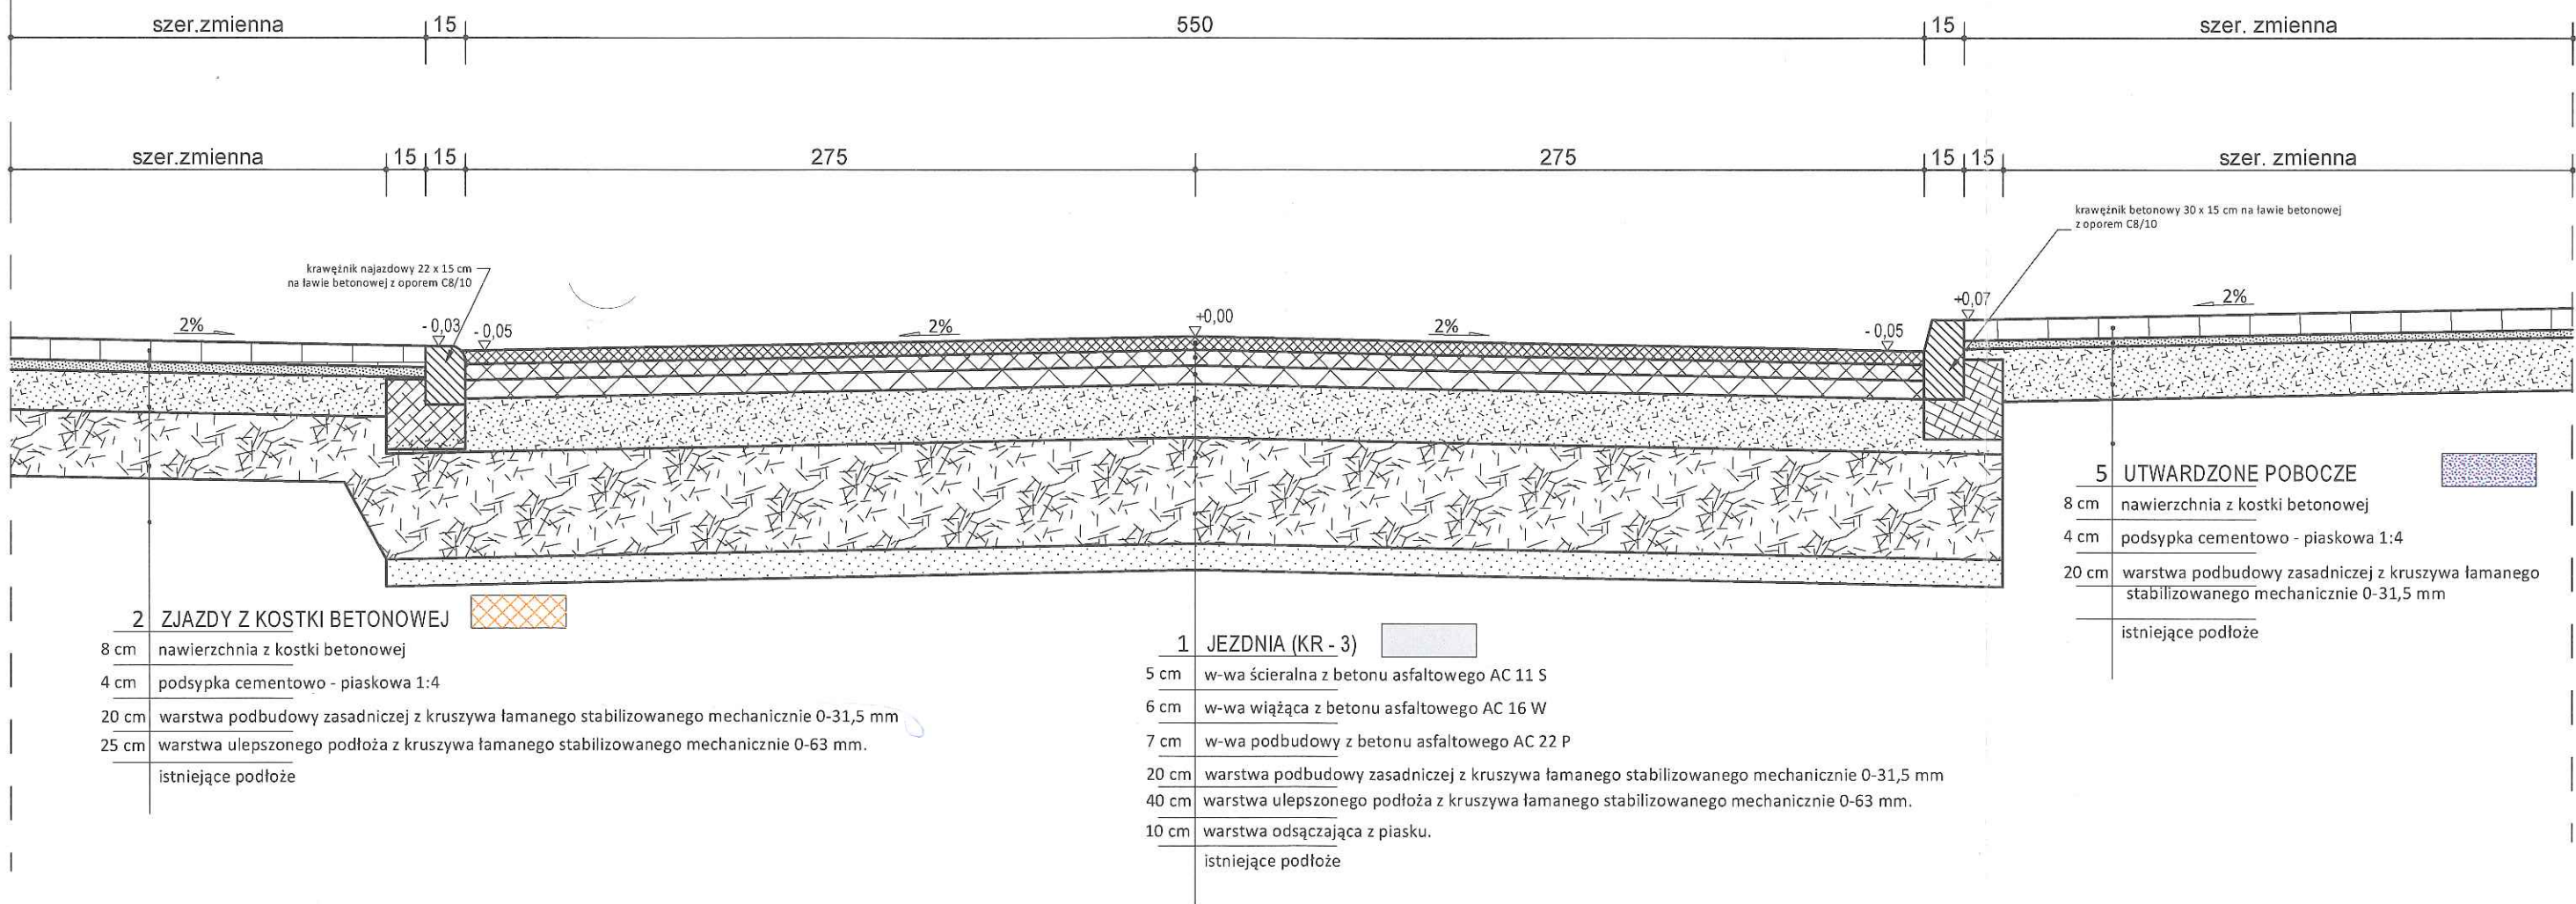 szer.zmienna 15 550 15 szer. zmienna
szer.zmienna 15 15 275 275 15 15 szer. zmienna
krawężnik betonowy 30 x 15 cm na ławie betonowej
z oporem C8/10
krawężnik najazdowy 22 x 15 cm
na ławie betonowej z oporem C8/10
2% - 0,03 - 0,05 2% +0,00 2% - 0,05 +0,07 2%
2 ZJAZDY Z KOSTKI BETONOWEJ
8 cm nawierzchnia z kostki betonowej
4 cm podsypka cementowo - piaskowa 1:4
20 cm warstwa podbudowy zasadniczej z kruszywa łamanego stabilizowanego mechanicznie 0-31,5 mm
25 cm warstwa ulepszonego podłoża z kruszywa łamanego stabilizowanego mechanicznie 0-63 mm.
istniejące podłoże
1 JEZDNIA (KR - 3)
5 cm w-wa ścieralna z betonu asfaltowego AC 11 S
6 cm w-wa wiążąca z betonu asfaltowego AC 16 W
7 cm w-wa podbudowy z betonu asfaltowego AC 22 P
20 cm warstwa podbudowy zasadniczej z kruszywa łamanego stabilizowanego mechanicznie 0-31,5 mm
40 cm warstwa ulepszonego podłoża z kruszywa łamanego stabilizowanego mechanicznie 0-63 mm.
10 cm warstwa odsączająca z piasku.
istniejące podłoże
5 UTWARDZONE POBOCZE
8 cm nawierzchnia z kostki betonowej
4 cm podsypka cementowo - piaskowa 1:4
20 cm warstwa podbudowy zasadniczej z kruszywa łamanego
stabilizowanego mechanicznie 0-31,5 mm
istniejące podłoże